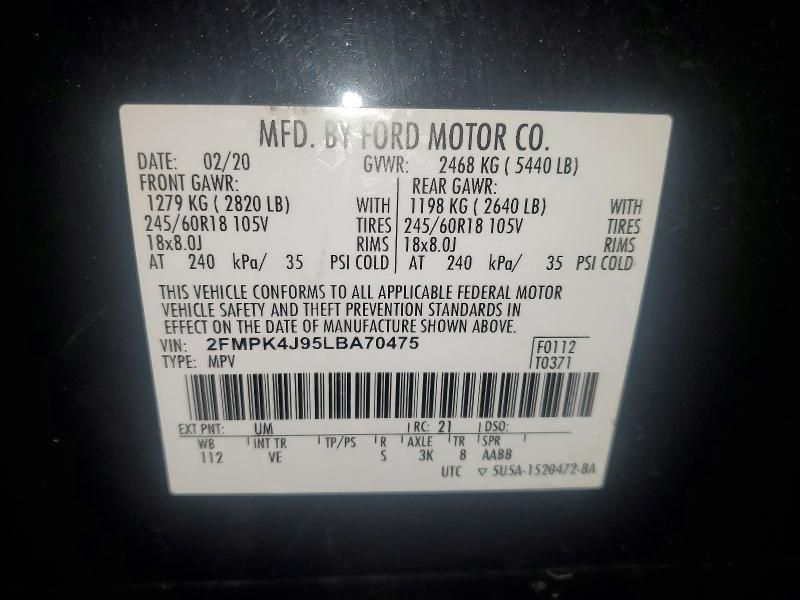 MFD. BY FORD MOTOR CO.
DATE: 02/20 GVWR: 2468 KG ( 5440 LB)
FRONT GAWR: REAR GAWR:
1279 KG ( 2820 LB) WITH 1198 KG ( 2640 LB) WITH
245/60R18 105V TIRES 245/60R18 105V TIRES
18x8.0J RIMS 18x8.0J RIMS
AT 240 kPa/ 35 PSI COLD AT 240 kPa/ 35 PSI COLD
THIS VEHICLE CONFORMS TO ALL APPLICABLE FEDERAL MOTOR
VEHICLE SAFETY AND THEFT PREVENTION STANDARDS IN
EFFECT ON THE DATE OF MANUFACTURE SHOWN ABOVE.
VIN: 2FMPK4J95LBA70475 F0112
TYPE: MPV T0371
EXT PNT: UM RC: 21 DSO:
WB INT TR TP/PS R AXLE TR SPR
112 VE S 3K 8 AABB
UTC ▽ 5U5A-1520472-BA